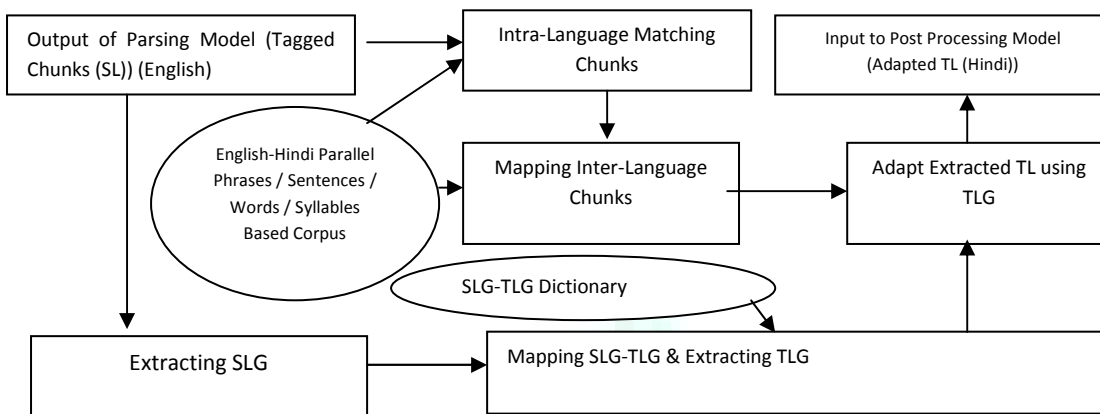 Output of Parsing Model (Tagged
Chunks (SL)) (English)
Intra-Language Matching
Chunks
Input to Post Processing Model
(Adapted TL (Hindi))
English-Hindi Parallel
Phrases / Sentences /
Words / Syllables
Based Corpus
Mapping Inter-Language
Chunks
Adapt Extracted TL using
TLG
SLG-TLG Dictionary
Extracting SLG
Mapping SLG-TLG & Extracting TLG